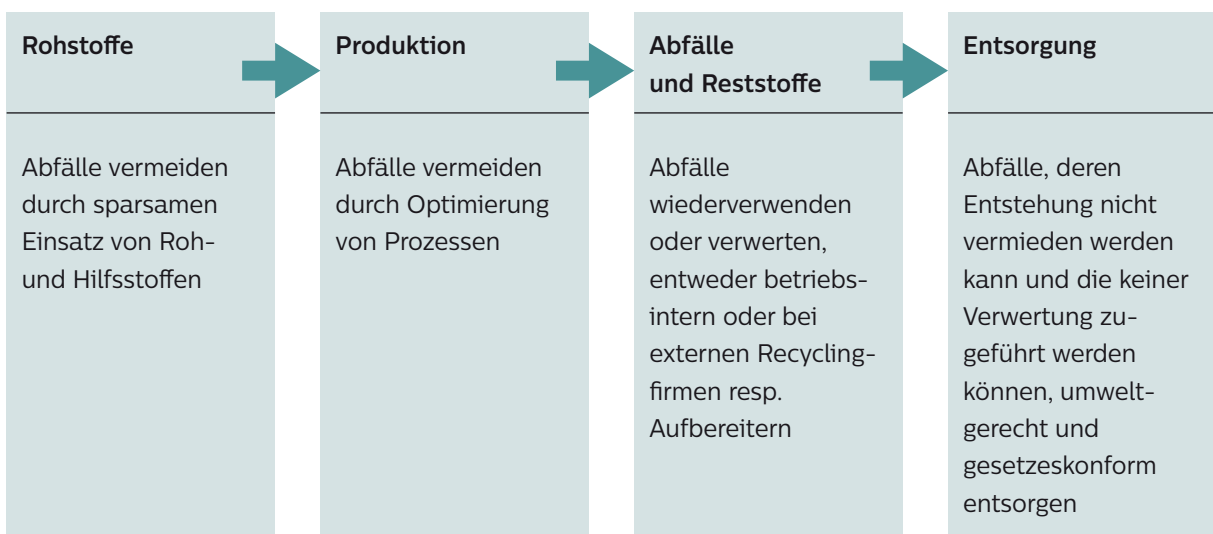 Rohstoffe
Abfälle vermeiden
durch sparsamen
Einsatz von Roh-
und Hilfsstoffen
Produktion
Abfälle vermeiden
durch Optimierung
von Prozessen
Abfälle
und Reststoffe
Abfälle
wiederverwenden
oder verwerten,
entweder betriebs-
intern oder bei
externen Recycling-
firmen resp.
Aufbereitern
Entsorgung
Abfälle, deren
Entstehung nicht
vermieden werden
kann und die keiner
Verwertung zu-
geführt werden
können, umwelt-
gerecht und
gesetzeskonform
entsorgen